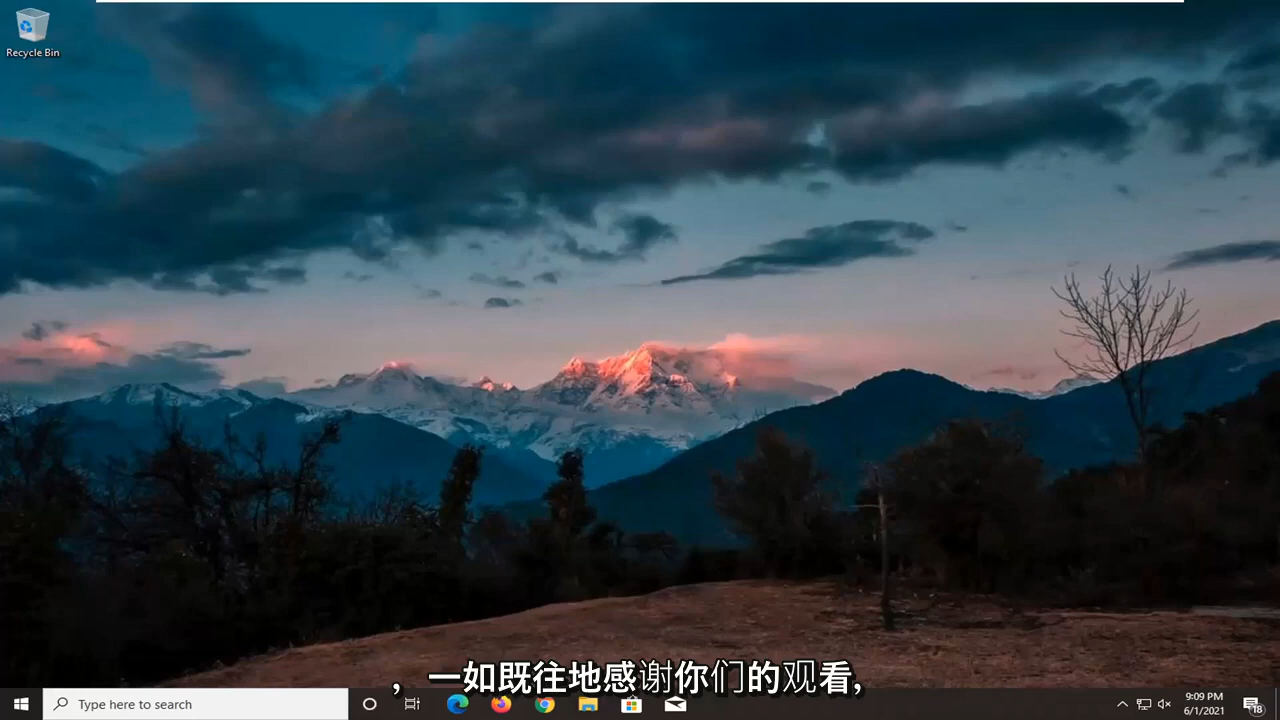 Recycle Bin
，一如既往地感谢你们的观看,
Type here to search
9:09 PM
6/1/2021
18